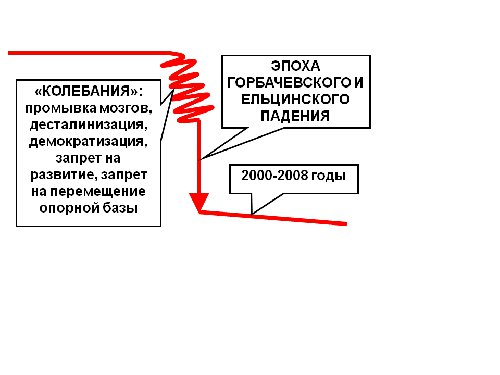 «КОЛЕБАНИЯ»:
промывка мозгов,
десталинизация,
демократизация,
запрет на
развитие, запрет
на перемещение
опорной базы
ЭПОХА
ГОРБАЧЕВСКОГО И
ЕЛЬЦИНСКОГО
ПАДЕНИЯ
2000-2008 годы